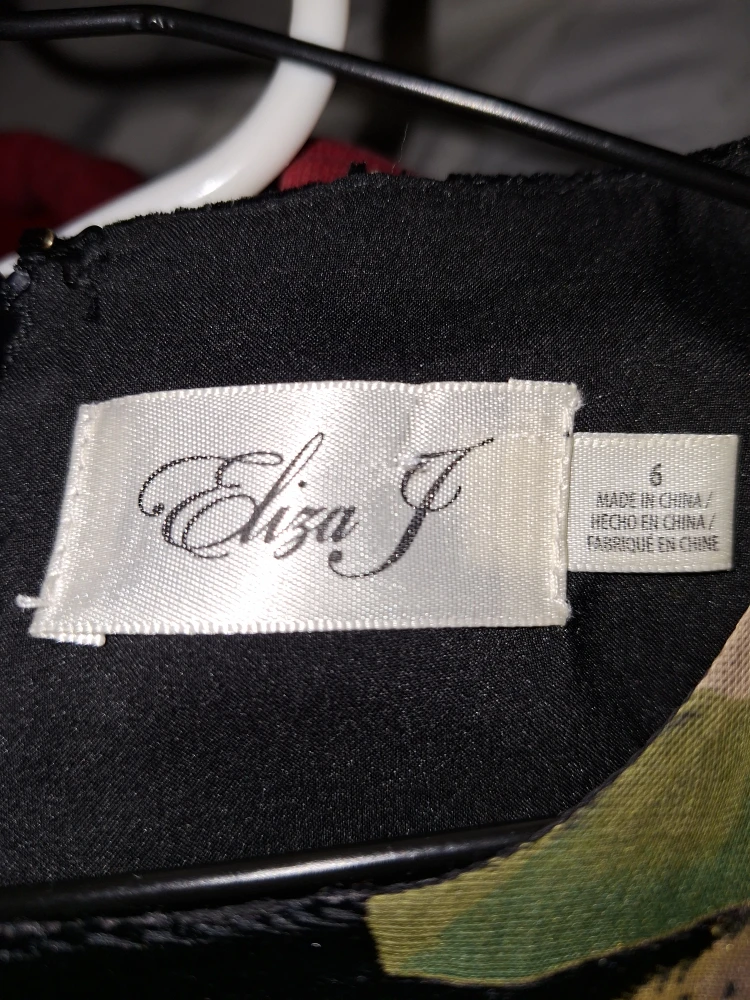 Eliza J
6
MADE IN CHINA /
HECHO EN CHINA /
FABRIQUÉ EN CHINE